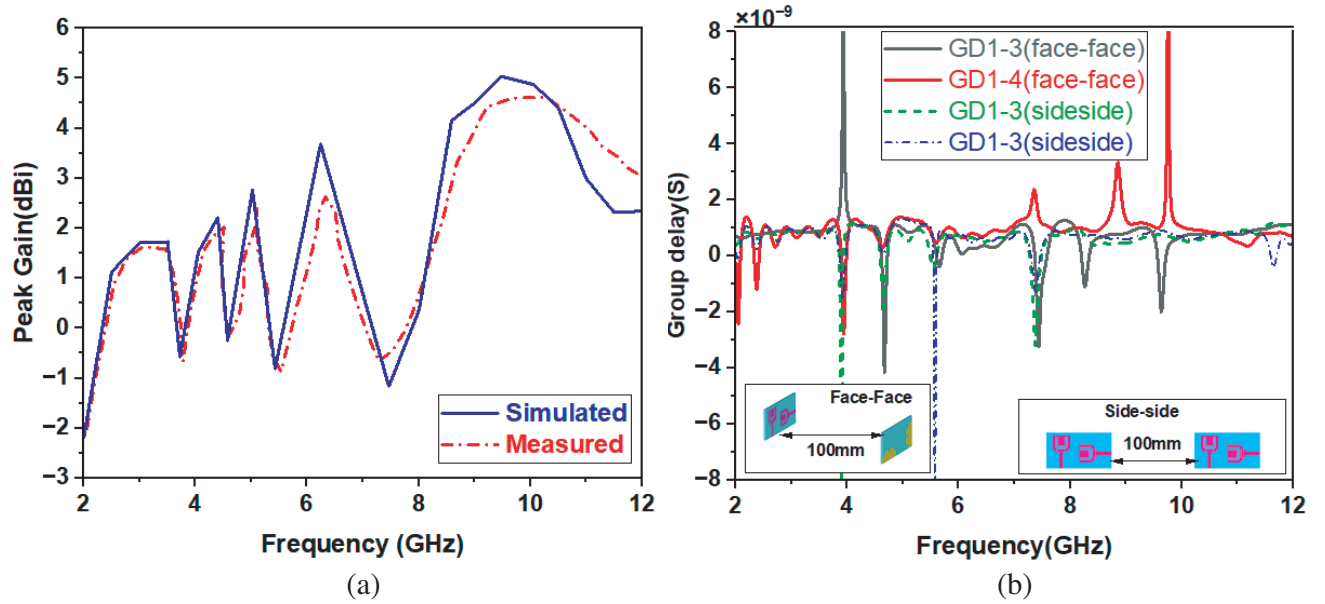 6
5
4
3
2
1
0
−1
−2
−3
Peak Gain(dBi)
Simulated
Measured
2 4 6 8 10 12
Frequency (GHz)
(a)
×10−9
8
6
4
2
0
−2
−4
−6
−8
Group delay(S)
GD1-3(face-face)
GD1-4(face-face)
GD1-3(sideside)
GD1-3(sideside)
Face-Face
100mm
Side-side
100mm
2 4 6 8 10 12
Frequency(GHz)
(b)